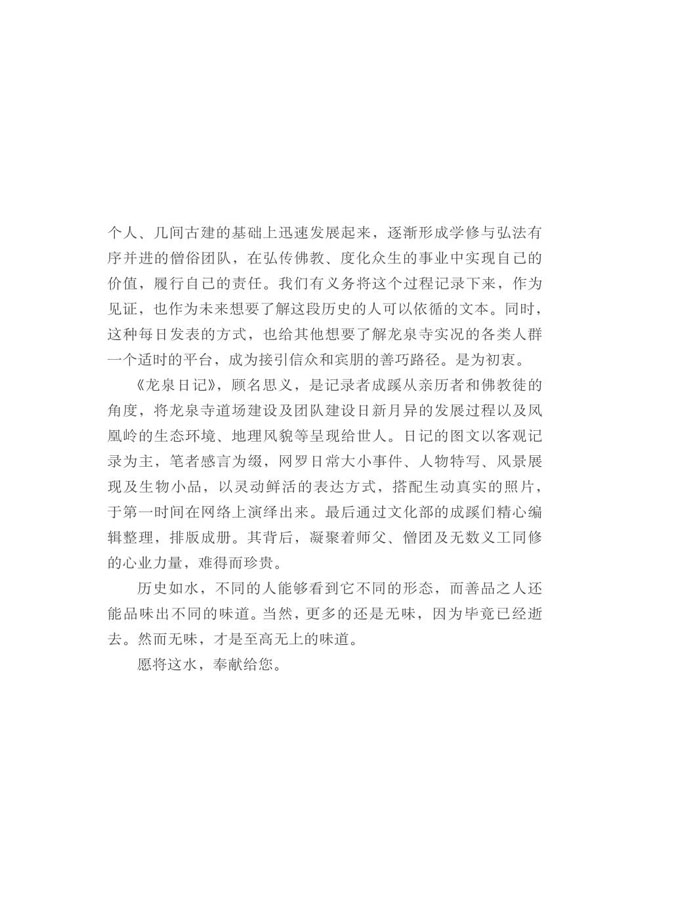 个人、几间古建的基础上迅速发展起来，逐渐形成学修与弘法有
序并进的僧俗团队，在弘传佛教、度化众生的事业中实现自己的
价值，履行自己的责任。我们有义务将这个过程记录下来，作为
见证，也作为未来想要了解这段历史的人可以依循的文本。同时，
这种每日发表的方式，也给其他想要了解龙泉寺实况的各类人群
一个适时的平台，成为接引信众和宾朋的善巧路径。是为初衷。
《龙泉日记》，顾名思义，是记录者成蹊从亲历者和佛教徒的
角度，将龙泉寺道场建设及团队建设日新月异的发展过程以及凤
凰岭的生态环境、地理风貌等呈现给世人。日记的图文以客观记
录为主，笔者感言为缀，网罗日常大小事件、人物特写、风景展
现及生物小品，以灵动鲜活的表达方式，搭配生动真实的照片，
于第一时间在网络上演绎出来。最后通过文化部的成蹊们精心编
辑整理，排版成册。其背后，凝聚着师父、僧团及无数义工同修
的心业力量，难得而珍贵。
历史如水，不同的人能够看到它不同的形态，而善品之人还
能品味出不同的味道。当然，更多的还是无味，因为毕竟已经逝
去。然而无味，才是至高无上的味道。
愿将这水，奉献给您。